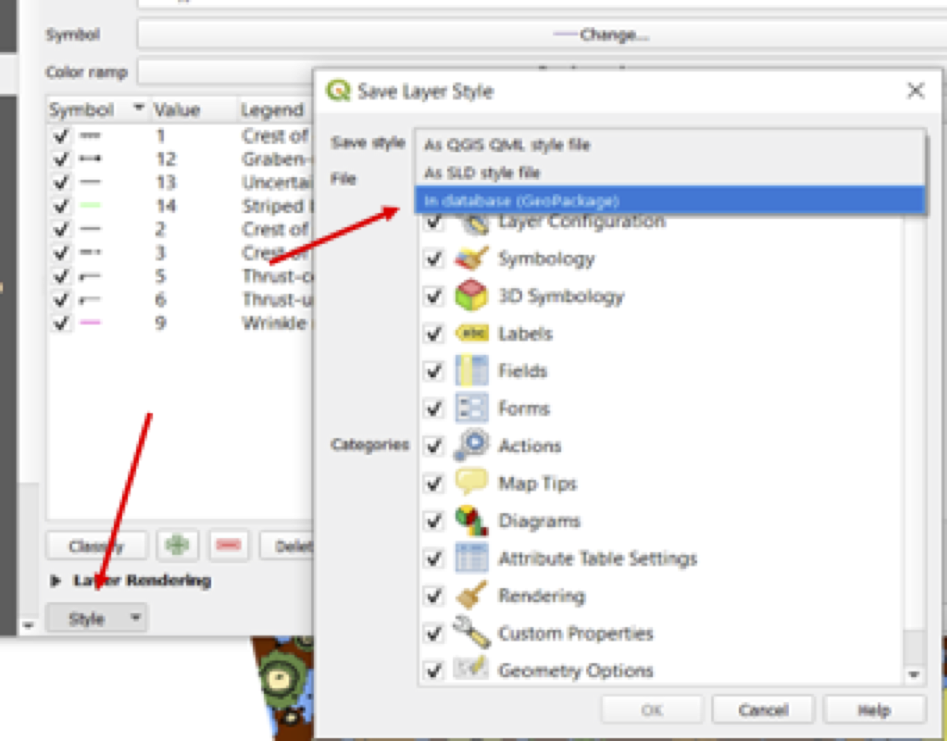 Symbol
Change...
Color ramp
Save Layer Style
Symbol Value Legend
1 Crest of
12 Graben-
13 Uncertai
14 Striped
2 Crest of
3 Crest of
5 Thrust-c
6 Thrust-u
9 Wrinkle
Save style
As QGIS QML style file
As SLD style file
File
In database (GeoPackage)
Layer Configuration
Symbology
3D Symbology
abc Labels
Fields
Forms
Categories
Actions
Map Tips
Diagrams
Attribute Table Settings
Rendering
Custom Properties
Geometry Options
Classify
Delet
Layer Rendering
Style
OK Cancel Help